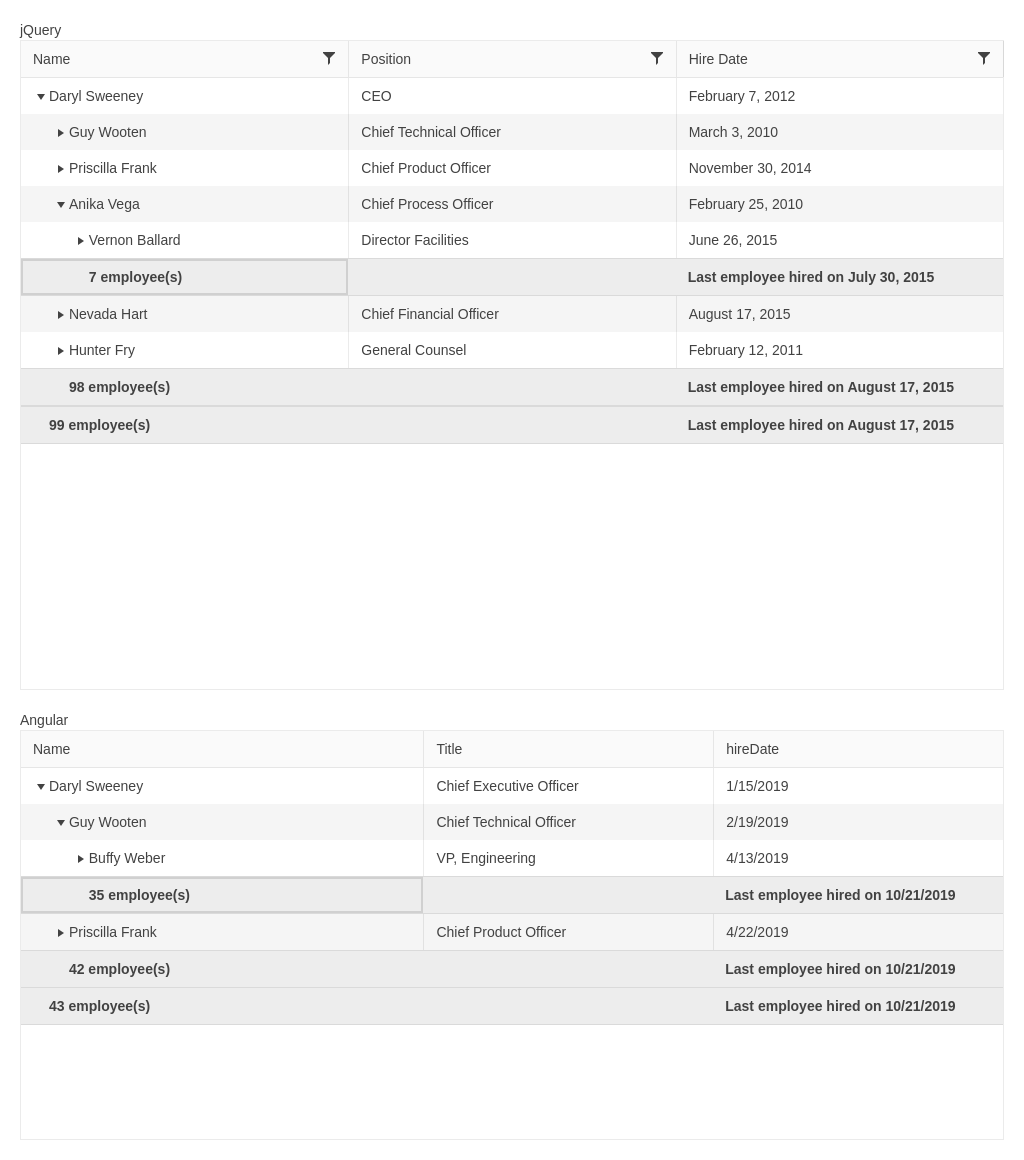 jQuery
Name Position Hire Date
Daryl Sweeney CEO February 7, 2012
Guy Wooten Chief Technical Officer March 3, 2010
Priscilla Frank Chief Product Officer November 30, 2014
Anika Vega Chief Process Officer February 25, 2010
Vernon Ballard Director Facilities June 26, 2015
7 employee(s) Last employee hired on July 30, 2015
Nevada Hart Chief Financial Officer August 17, 2015
Hunter Fry General Counsel February 12, 2011
98 employee(s) Last employee hired on August 17, 2015
99 employee(s) Last employee hired on August 17, 2015
Angular
Name Title hireDate
Daryl Sweeney Chief Executive Officer 1/15/2019
Guy Wooten Chief Technical Officer 2/19/2019
Buffy Weber VP, Engineering 4/13/2019
35 employee(s) Last employee hired on 10/21/2019
Priscilla Frank Chief Product Officer 4/22/2019
42 employee(s) Last employee hired on 10/21/2019
43 employee(s) Last employee hired on 10/21/2019